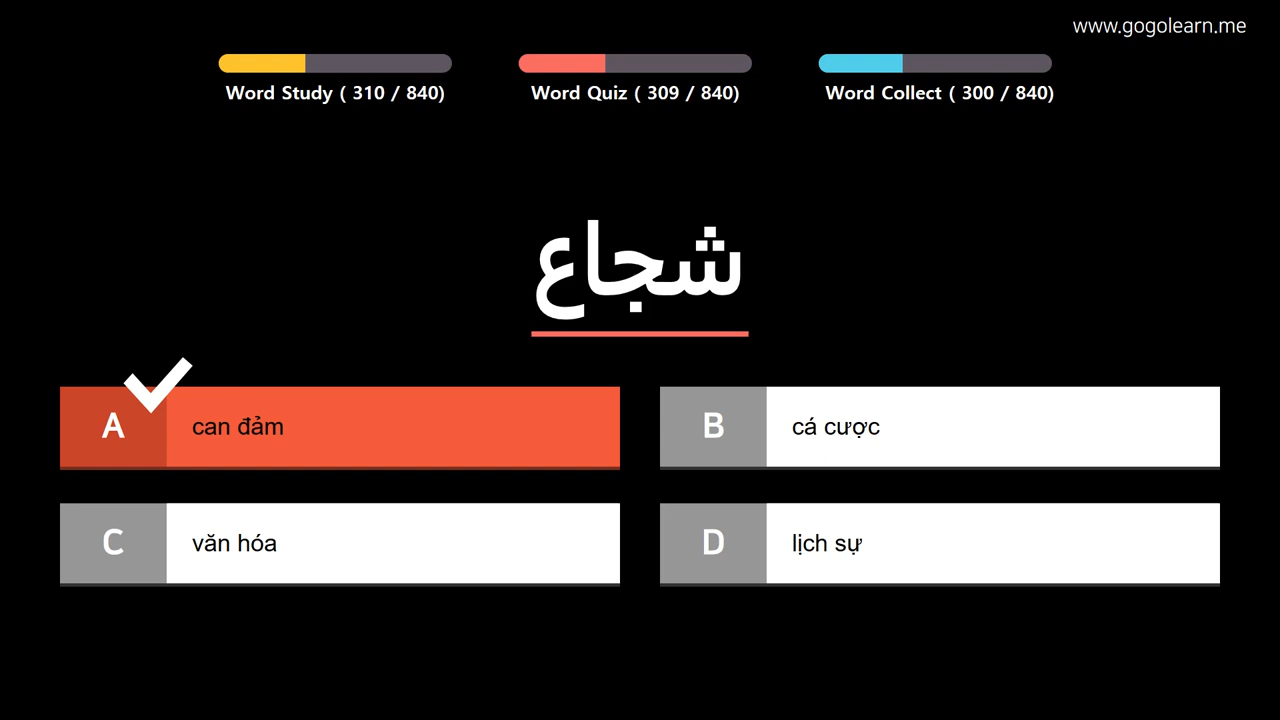 www.gogolearn.me
Word Study ( 310 / 840)
Word Quiz ( 309 / 840)
Word Collect ( 300 / 840)
شجاع
A can đảm
B cá cược
C văn hóa
D lịch sự